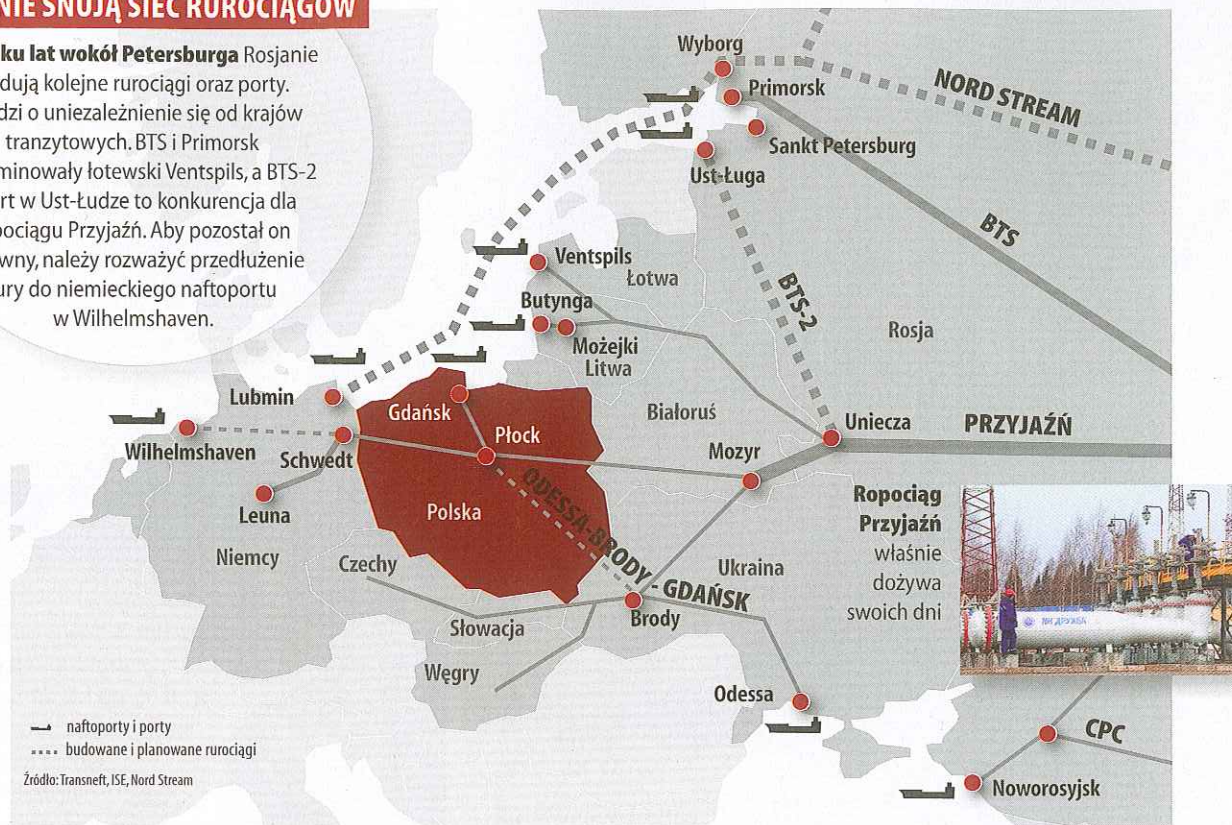 NIE SNUJĄ SIEĆ RUROCIĄGÓW
ku lat wokół Petersburga Rosjanie
dują kolejne rurociągi oraz porty.
dzi o uniezależnienie się od krajów
tranzytowych. BTS i Primorsk
minowały łotewski Ventspils, a BTS-2
rt w Ust-Łudze to konkurencja dla
ociągu Przyjaźń. Aby pozostał on
wny, należy rozważyć przedłużenie
ury do niemieckiego naftoportu
w Wilhelmshaven.
Wyborg
Primorsk
NORD STREAM
Sankt Petersburg
Ust-Ługa
BTS
Ventspils
Łotwa
BTS-2
Butynga
Możejki
Litwa
Rosja
Lubmin
Gdańsk
Białoruś
Uniecza
PRZYJAŹŃ
Wilhelmshaven
Schwedt
Płock
Mozyr
Leuna
Polska
ODESSA-BRODY - GDAŃSK
Niemcy
Czechy
Ukraina
Słowacja
Brody
Węgry
Odessa
Ropociąg
Przyjaźń
właśnie
dożywa
swoich dni
МН ДРУЖБА
CPC
Noworosyjsk
naftoporty i porty
budowane i planowane rurociągi
Źródło: Transneft, ISE, Nord Stream